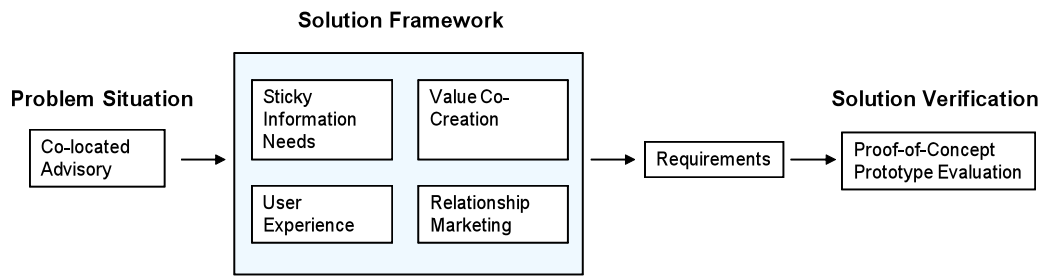 Solution Framework
Problem Situation
Co-located
Advisory
Sticky
Information
Needs
Value Co-
Creation
User
Experience
Relationship
Marketing
Requirements
Solution Verification
Proof-of-Concept
Prototype Evaluation